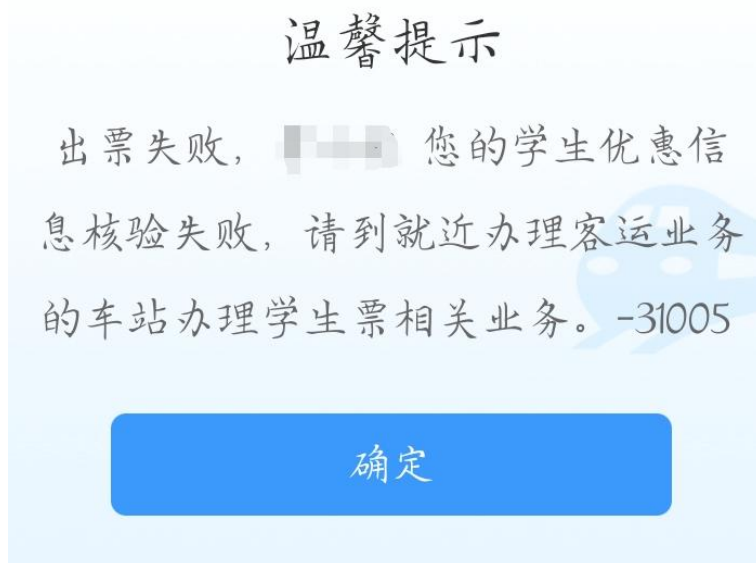 温馨提示
出票失败, 您的学生优惠信
息核验失败, 请到就近办理客运业务
的车站办理学生票相关业务。-31005
确定